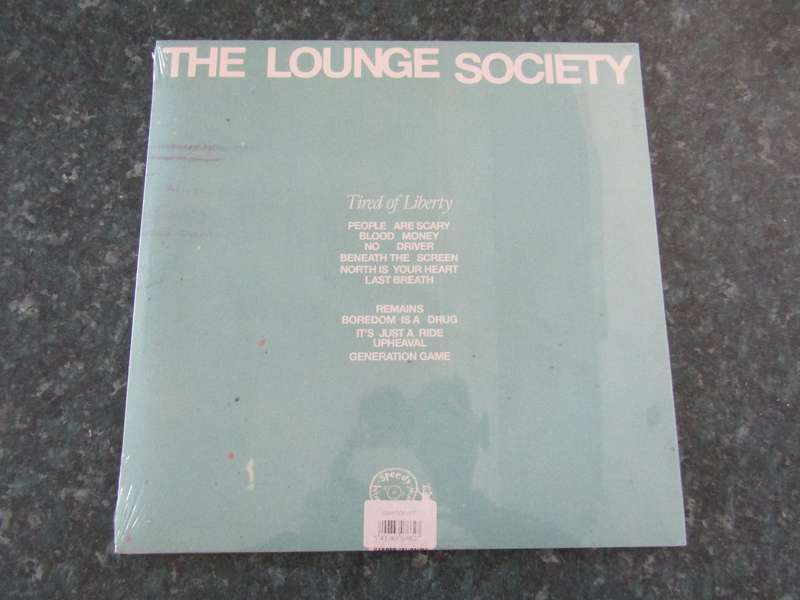 THE LOUNGE SOCIETY
Tired of Liberty
PEOPLE ARE SCARY
BLOOD MONEY
NO DRIVER
BENEATH THE SCREEN
NORTH IS YOUR HEART
LAST BREATH
REMAINS
BOREDOM IS A DRUG
IT'S JUST A RIDE
UPHEAVAL
GENERATION GAME
Speedy